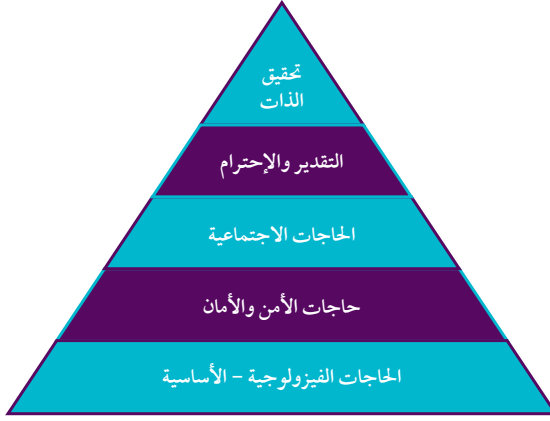 تحقيق
الذات
التقدير والإحترام
الحاجات الاجتماعية
حاجات الأمن والأمان
الحاجات الفيزولوجية – الأساسية